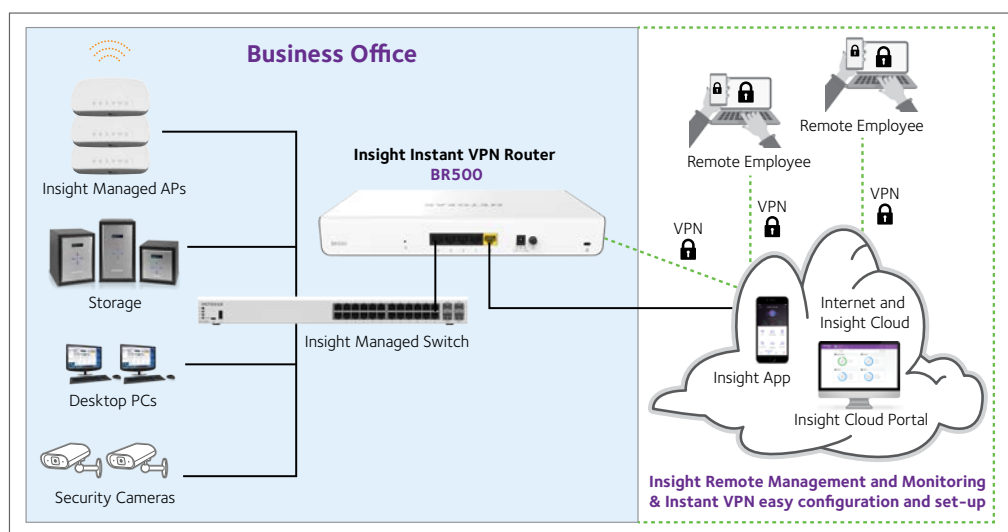 Business Office
Insight Managed APs
Storage
Desktop PCs
Security Cameras
Insight Instant VPN Router
BR500
NETGEAR
NETGEAR
Insight Managed Switch
Remote Employee
Remote Employee
VPN
VPN
VPN
Internet and
Insight Cloud
Insight App
Insight Cloud Portal
Insight Remote Management and Monitoring
& Instant VPN easy configuration and set-up